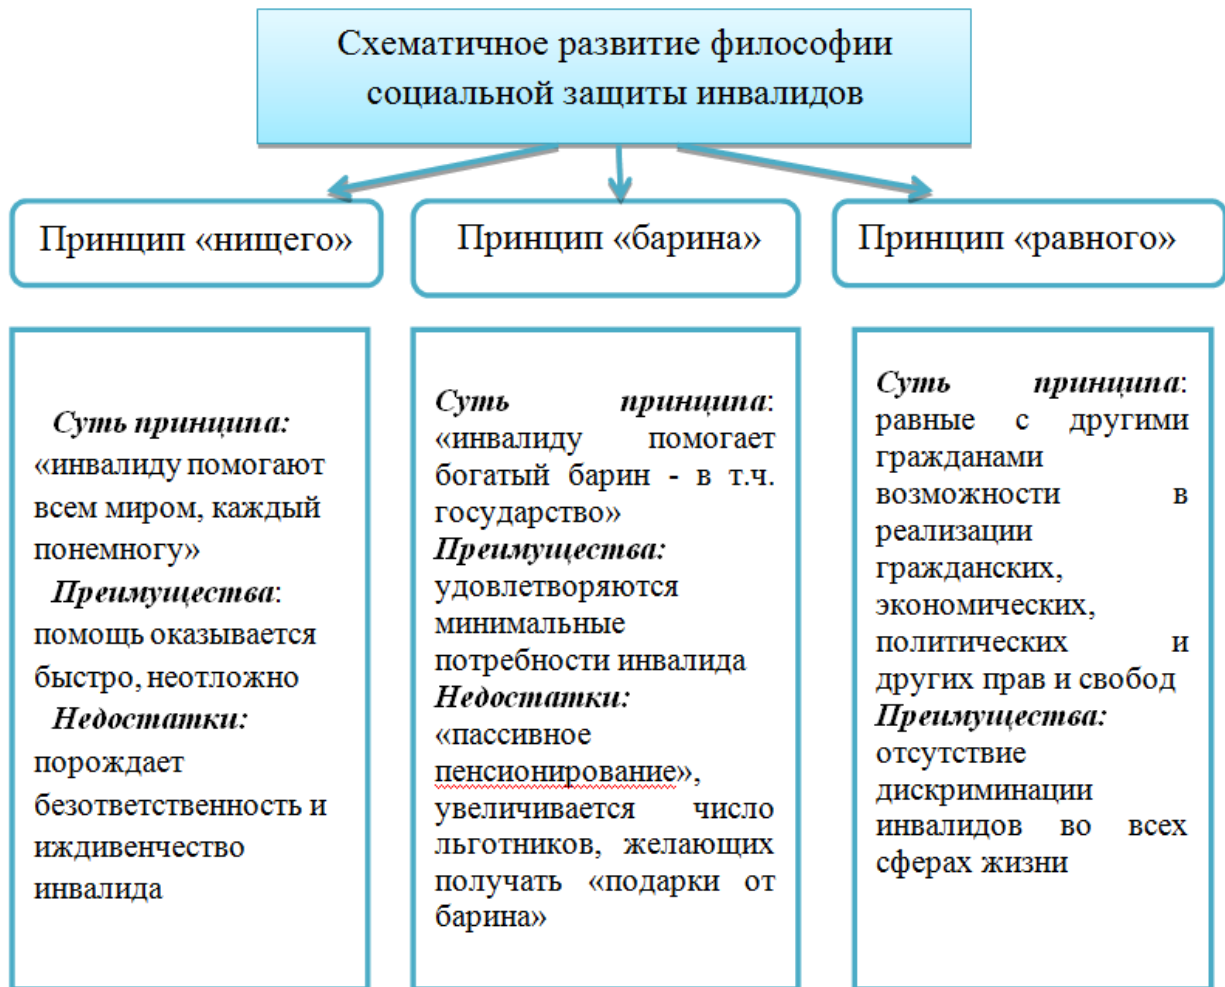 Схематичное развитие философии
социальной защиты инвалидов
Принцип «нищего»
Принцип «барина»
Принцип «равного»
Суть принципа:
«инвалиду помогают
всем миром, каждый
понемногу»
Преимущества:
помощь оказывается
быстро, неотложно
Недостатки:
порождает
безответственность и
иждивенчество
инвалида
Суть принципа:
«инвалиду помогает
богатый барин - в т.ч.
государство»
Преимущества:
удовлетворяются
минимальные
потребности инвалида
Недостатки:
«пассивное
пенсионирование»,
увеличивается число
льготников, желающих
получать «подарки от
барина»
Суть принципа:
равные с другими
гражданами
возможности в
реализации
гражданских,
экономических,
политических и
других прав и свобод
Преимущества:
отсутствие
дискриминации
инвалидов во всех
сферах жизни